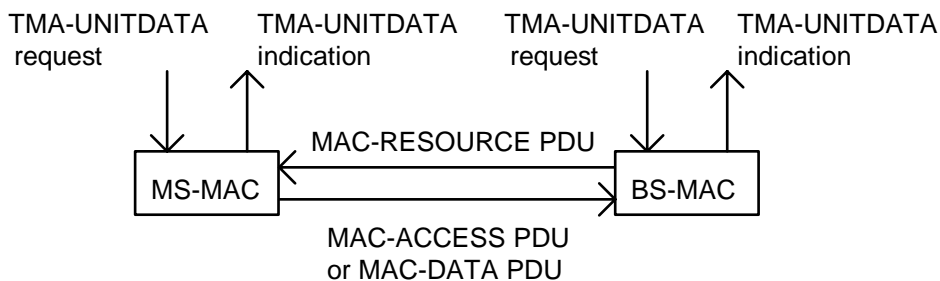 TMA-UNITDATA request
TMA-UNITDATA indication
TMA-UNITDATA request
TMA-UNITDATA indication
MAC-RESOURCE PDU
MS-MAC
BS-MAC
MAC-ACCESS PDU
or MAC-DATA PDU